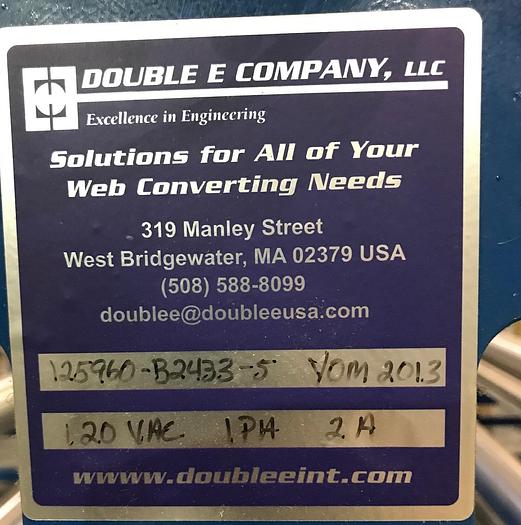 DOUBLE E COMPANY, LLC
Excellence in Engineering
Solutions for All of Your
Web Converting Needs
319 Manley Street
West Bridgewater, MA 02379 USA
(508) 588-8099
doublee@doubleeusa.com
125960-B2433-5 YOM 2013
120 VAC 1PH 2A
www.doubleeint.com